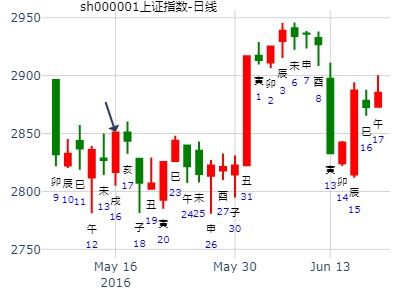 sh000001上证指数-日线
2950
2900
2850
2800
2750
卯
9
辰
10
巳
11
午
12
未
13
戌
16
亥
17
子
18
丑
19
寅
20
巳
23
午
24
未
25
申
26
酉
27
子
30
丑
31
寅
1
卯
2
辰
3
未
6
申
7
酉
8
寅
13
卯
14
辰
15
巳
16
午
17
May 16
2016
May 30
Jun 13